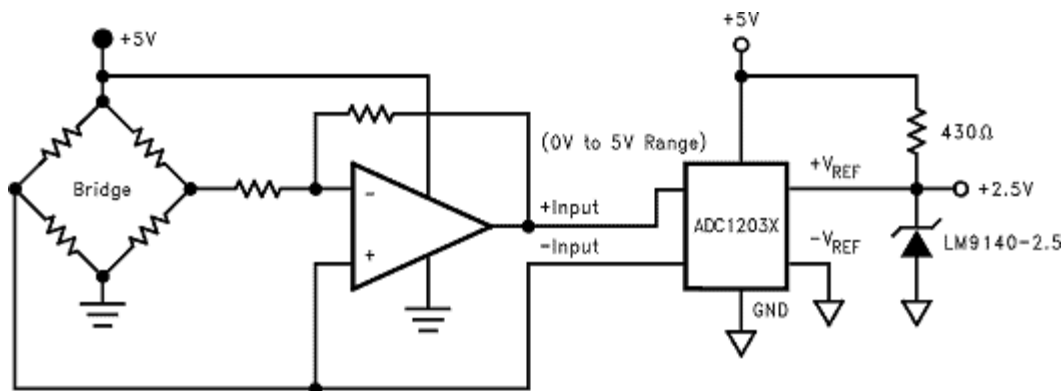 +5V
+5V
430Ω
(0V to 5V Range)
Bridge
-
+
+Input
-Input
ADC1203X
+VREF
-VREF
+2.5V
LM9140-2.5
GND